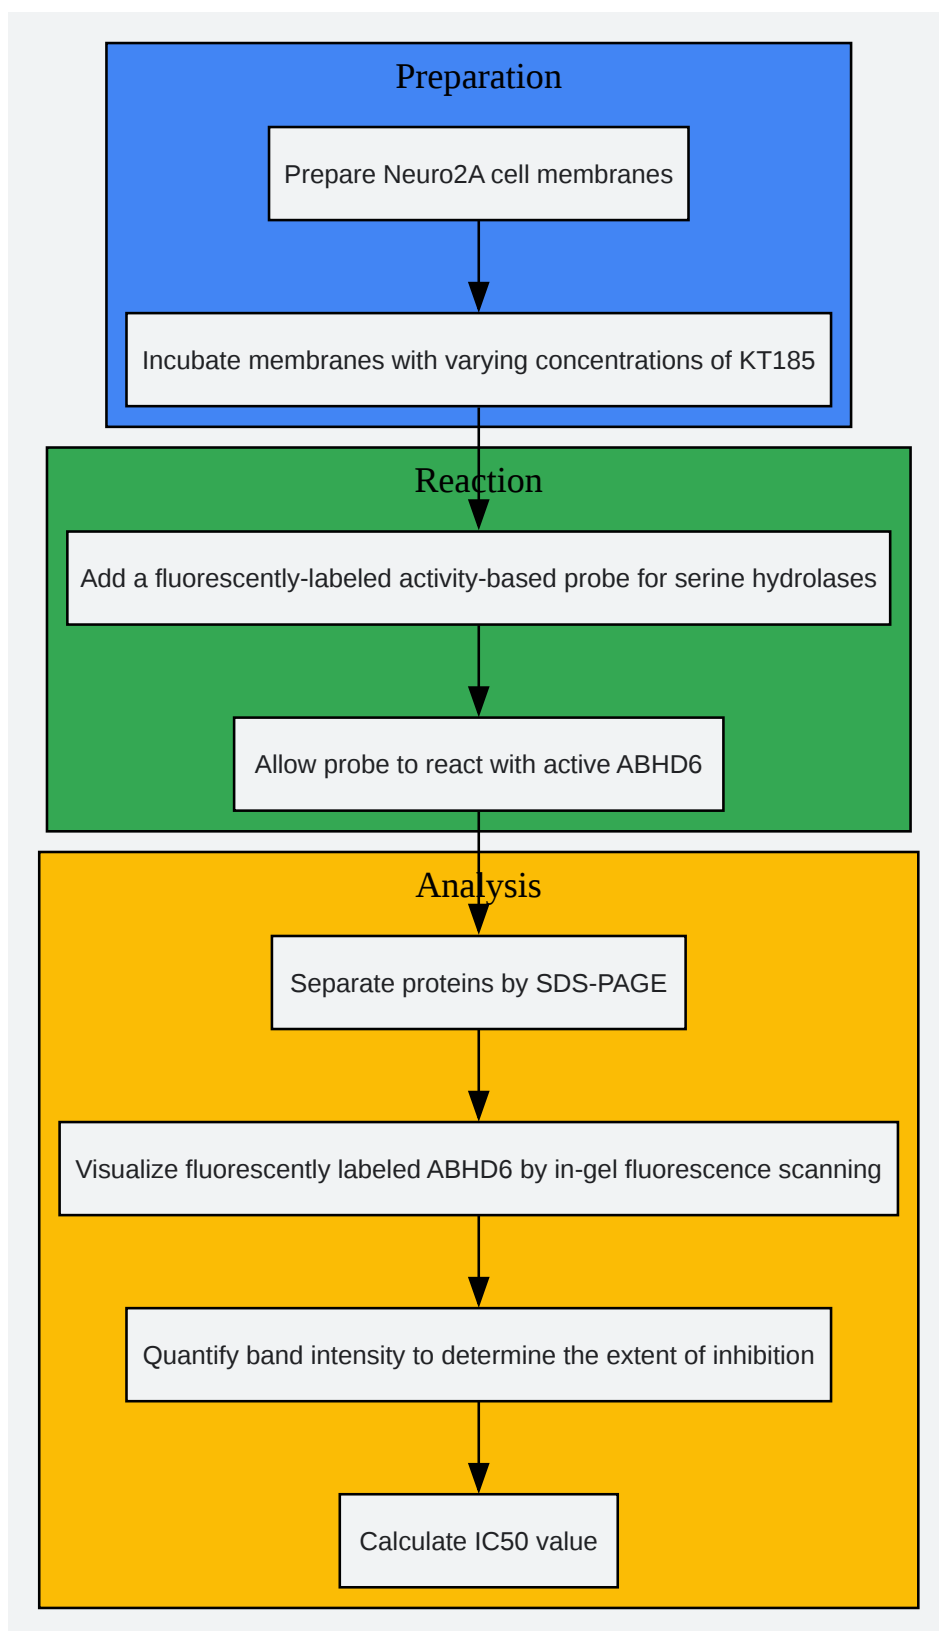 Preparation
Prepare Neuro2A cell membranes
Incubate membranes with varying concentrations of KT185
Reaction
Add a fluorescently-labeled activity-based probe for serine hydrolases
Allow probe to react with active ABHD6
Analysis
Separate proteins by SDS-PAGE
Visualize fluorescently labeled ABHD6 by in-gel fluorescence scanning
Quantify band intensity to determine the extent of inhibition
Calculate IC50 value